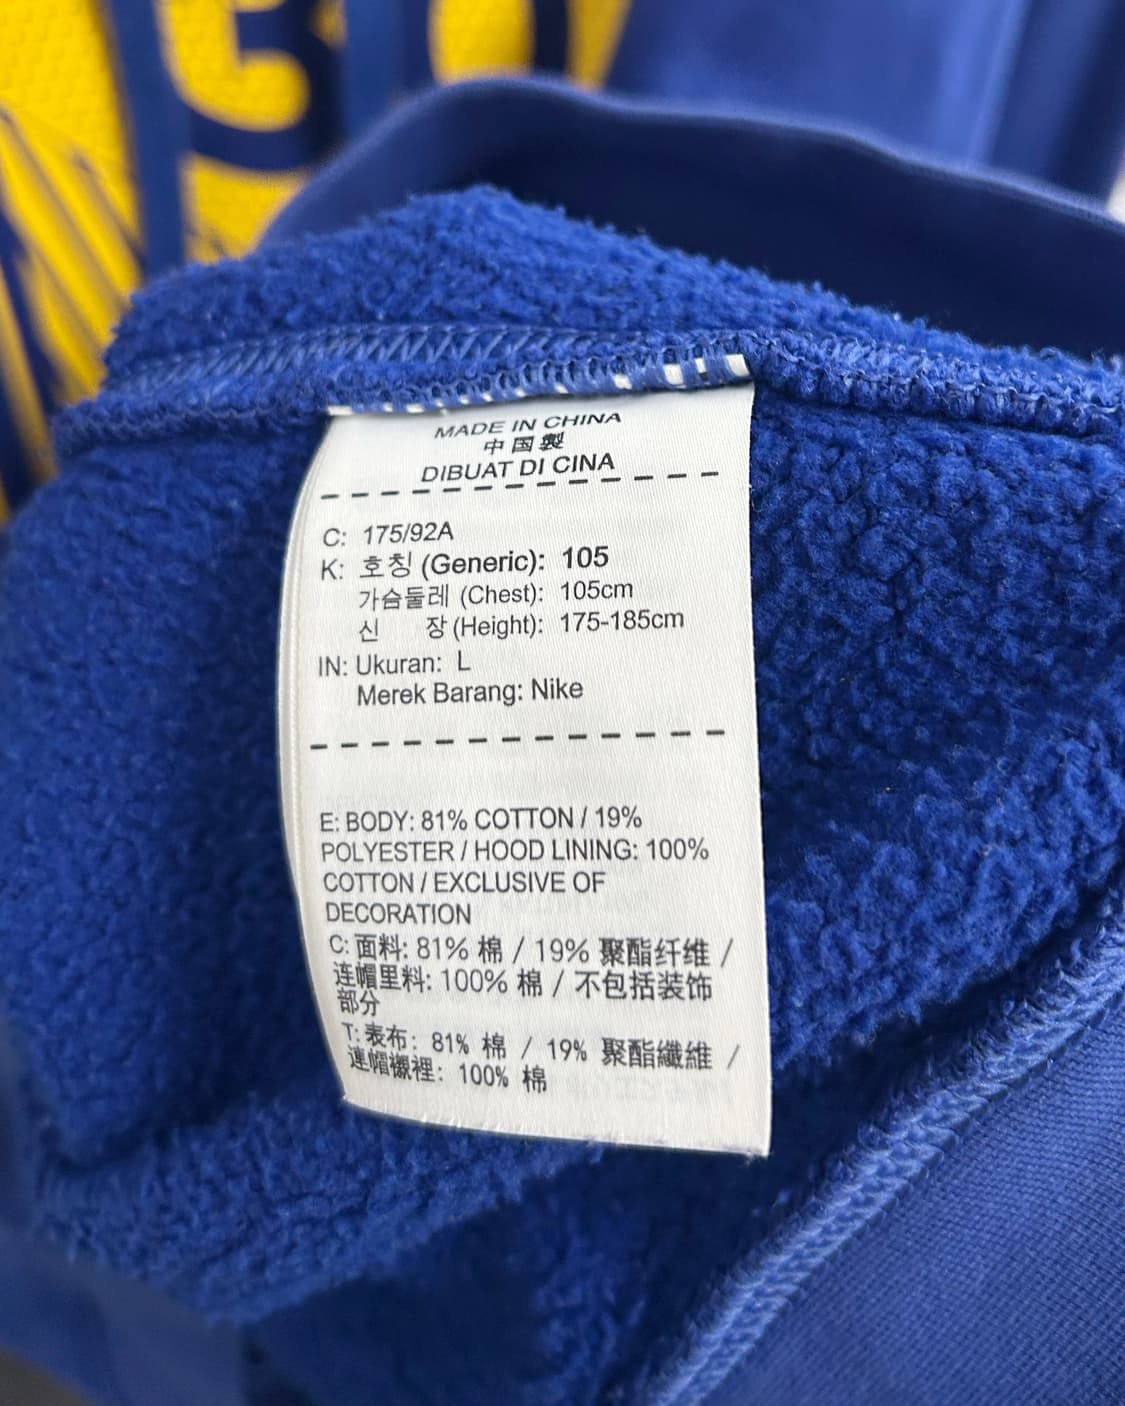 MADE IN CHINA
中国製
DIBUAT DI CINA
C: 175/92A
K: 호칭 (Generic): 105
가슴둘레 (Chest): 105cm
신 장 (Height): 175-185cm
IN: Ukuran: L
Merek Barang: Nike
E: BODY: 81% COTTON / 19%
POLYESTER / HOOD LINING: 100%
COTTON / EXCLUSIVE OF
DECORATION
C: 面料: 81% 棉 / 19% 聚酯纤维 /
连帽里料: 100% 棉 / 不包括装饰
部分
T: 表布: 81% 棉 / 19% 聚酯纖維 /
連帽襯裡: 100% 棉